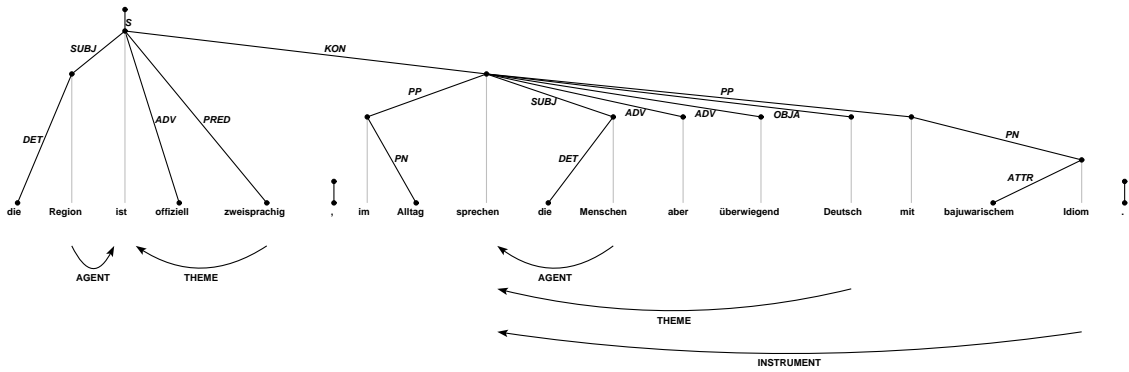 S
SUBJ KON
PP SUBJ ADV ADV OBJA PP
DET ADV PRED PN DET PN
ATTR
die Region ist offiziell zweisprachig , im Alltag sprechen die Menschen aber überwiegend Deutsch mit bajuwarischem Idiom .
AGENT THEME AGENT
THEME
INSTRUMENT